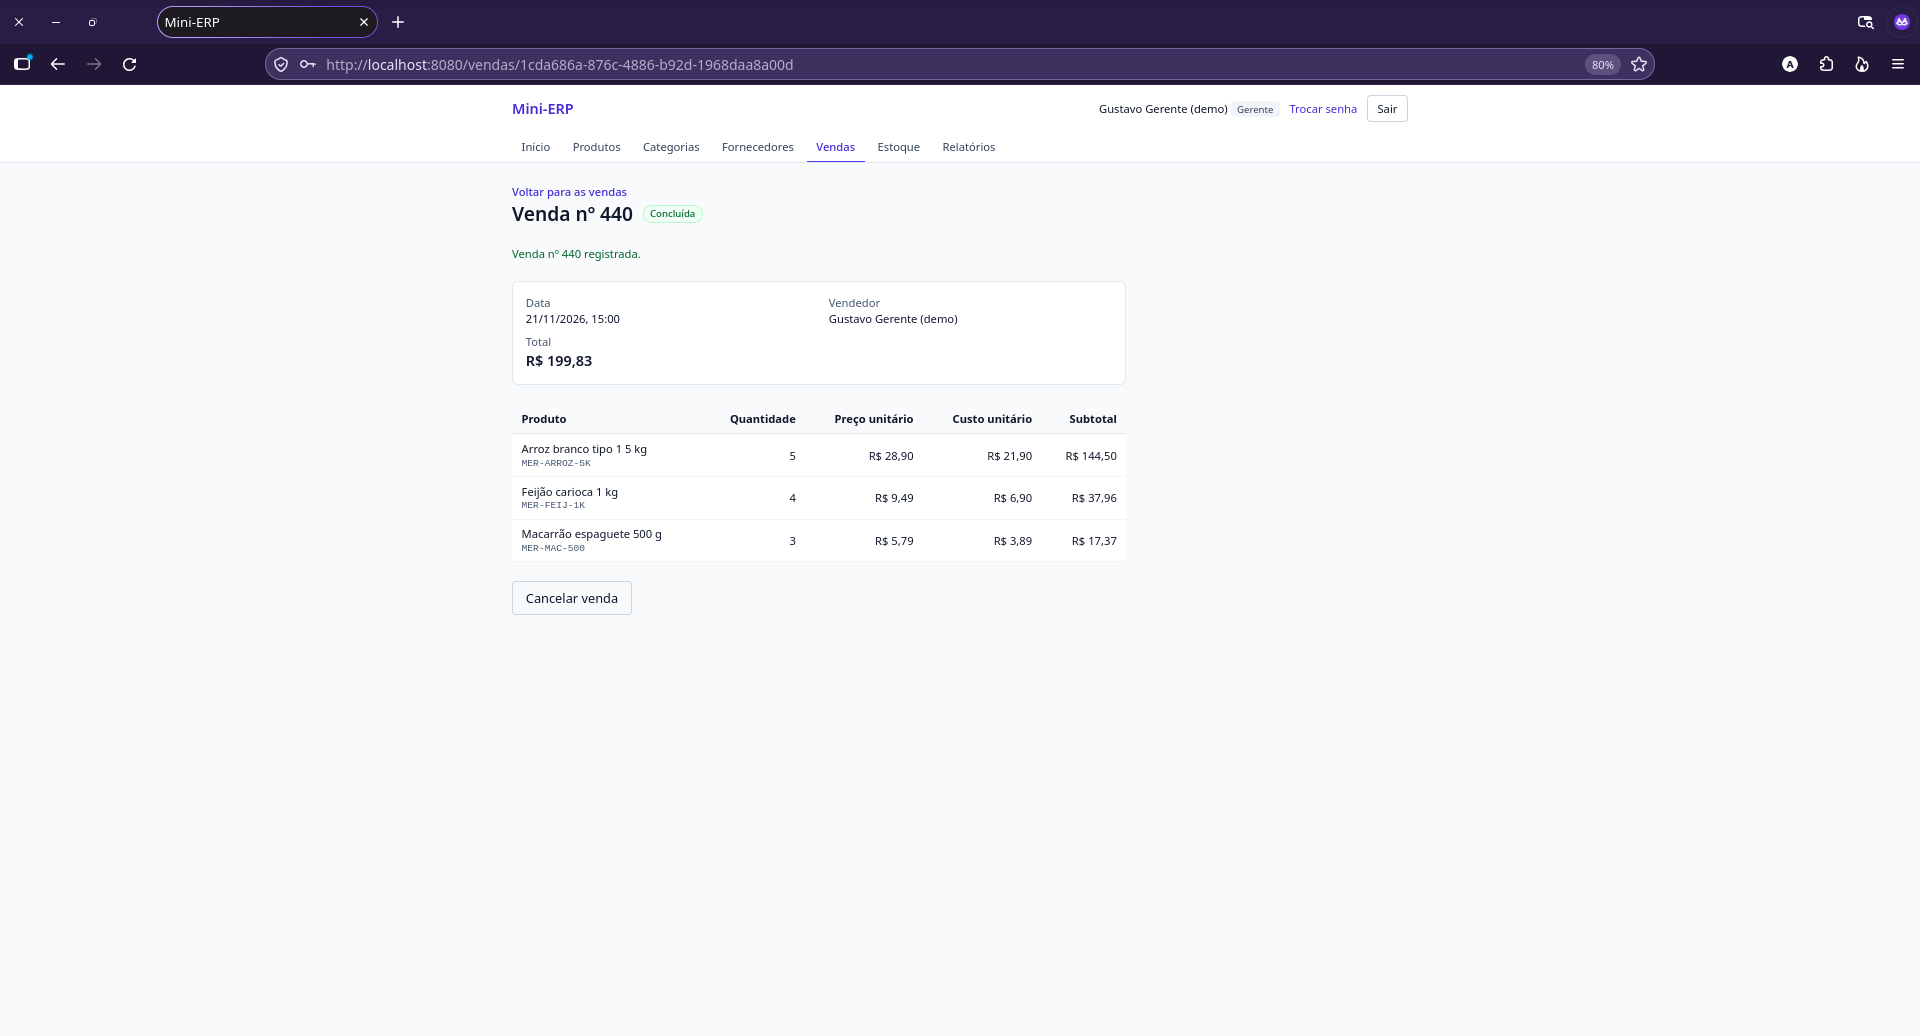 Mini-ERP
http://localhost:8080/vendas/1cda686a-876c-4886-b92d-1968daa8a00d
80%
A
Mini-ERP
Gustavo Gerente (demo) Gerente Trocar senha Sair
Início Produtos Categorias Fornecedores Vendas Estoque Relatórios
Voltar para as vendas
Venda nº 440 Concluída
Venda nº 440 registrada.
Data Vendedor
21/11/2026, 15:00 Gustavo Gerente (demo)
Total
R$ 199,83
Produto Quantidade Preço unitário Custo unitário Subtotal
Arroz branco tipo 1 5 kg 5 R$ 28,90 R$ 21,90 R$ 144,50
MER-ARROZ-5K
Feijão carioca 1 kg 4 R$ 9,49 R$ 6,90 R$ 37,96
MER-FEIJ-1K
Macarrão espaguete 500 g 3 R$ 5,79 R$ 3,89 R$ 17,37
MER-MAC-500
Cancelar venda